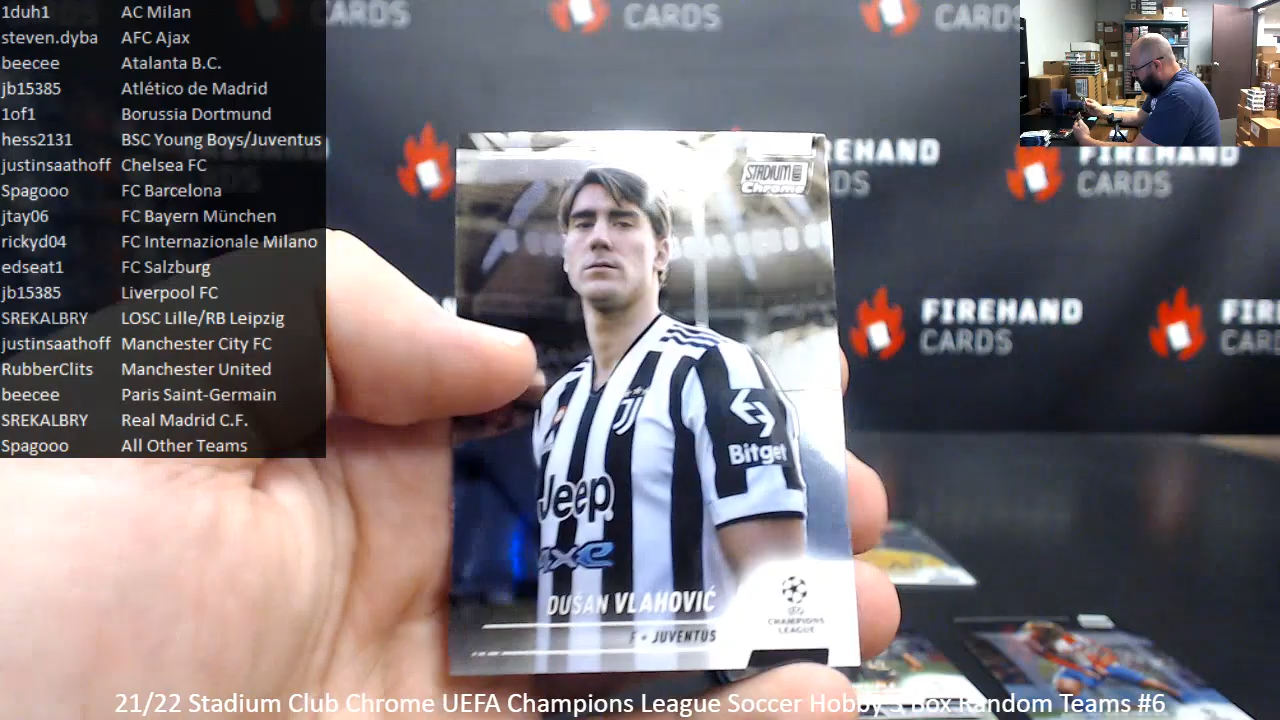 1duh1 AC Milan
steven.dyba AFC Ajax
beecee Atalanta B.C.
jb15385 Atlético de Madrid
1of1 Borussia Dortmund
hess2131 BSC Young Boys/Juventus
justinsaathoff Chelsea FC
Spagooo FC Barcelona
jtay06 FC Bayern München
rickyd04 FC Internazionale Milano
edseat1 FC Salzburg
jb15385 Liverpool FC
SREKALBRY LOSC Lille/RB Leipzig
justinsaathoff Manchester City FC
RubberClits Manchester United
beecee Paris Saint-Germain
SREKALBRY Real Madrid C.F.
Spagooo All Other Teams
CARDS
CARDS
FIREHAND
CARDS
FIREHAND
CARDS
STADIUM
Chrome
Bitget
Jeep
DUŠAN VLAHOVIĆ
F • JUVENTUS
UEFA
CHAMPIONS
LEAGUE
21/22 Stadium Club Chrome UEFA Champions League Soccer Hobby 3 Box Random Teams #6